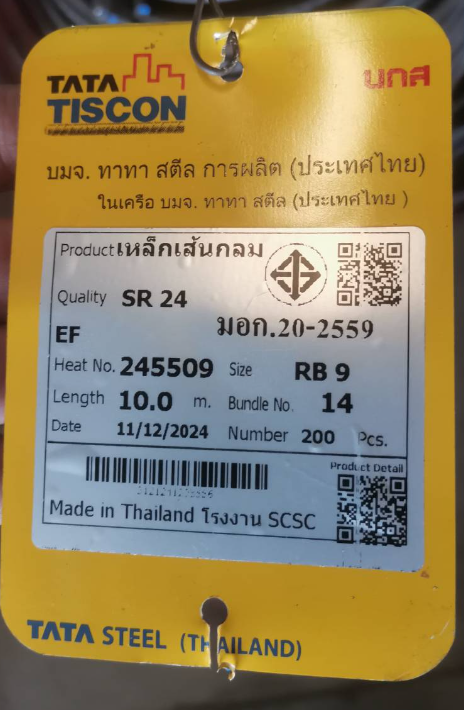 TATA
TISCON
นกส
บมจ. ทาทา สตีล การผลิต (ประเทศไทย)
ในเครือ บมจ. ทาทา สตีล (ประเทศไทย )
Product เหล็กเส้นกลม
Quality SR 24
มอก.20-2559
EF
Heat No. 245509 Size RB 9
Length 10.0 m. Bundle No. 14
Date 11/12/2024 Number 200 Pcs.
Product Detail
Made in Thailand โรงงาน SCSC
TATA STEEL (THAILAND)